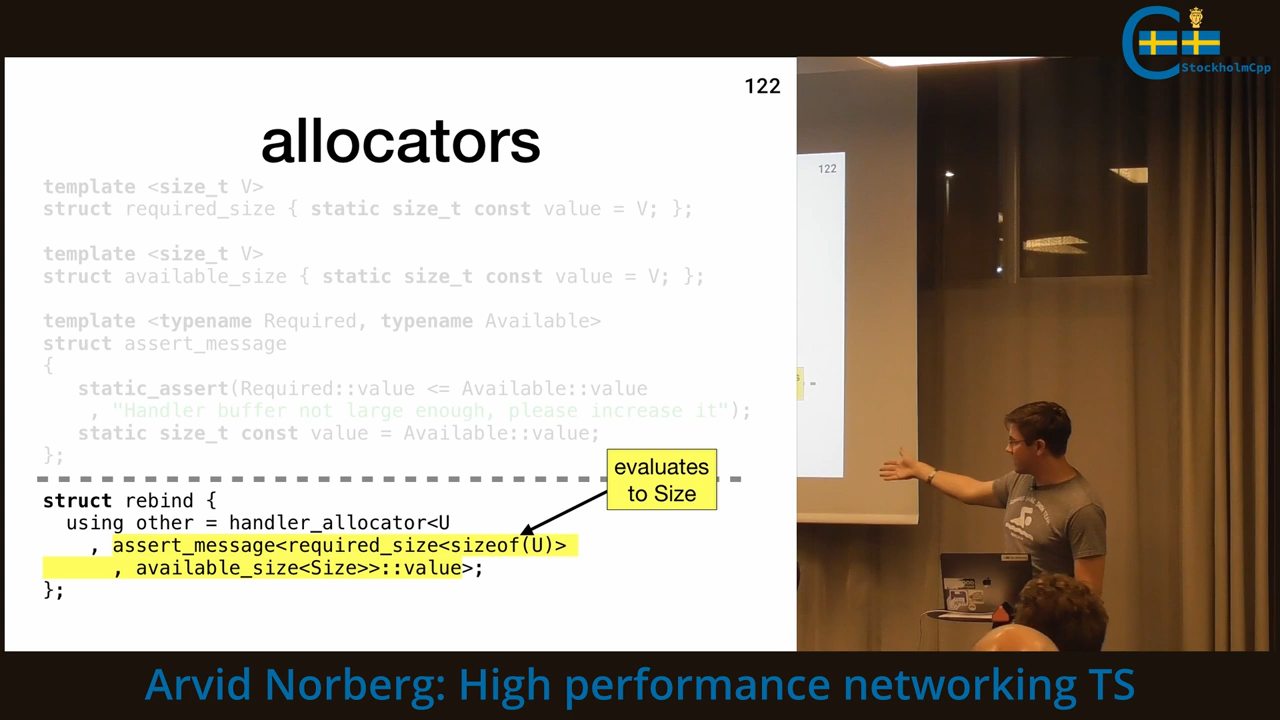 StockholmCpp
122
allocators
template <size_t V>
struct required_size { static size_t const value = V; };
template <size_t V>
struct available_size { static size_t const value = V; };
template <typename Required, typename Available>
struct assert_message
{
static_assert(Required::value <= Available::value
, "Handler buffer not large enough, please increase it");
static size_t const value = Available::value;
};
evaluates
to Size
struct rebind {
using other = handler_allocator<U
, assert_message<required_size<sizeof(U)>
, available_size<Size>>::value>;
};
122
Arvid Norberg: High performance networking TS